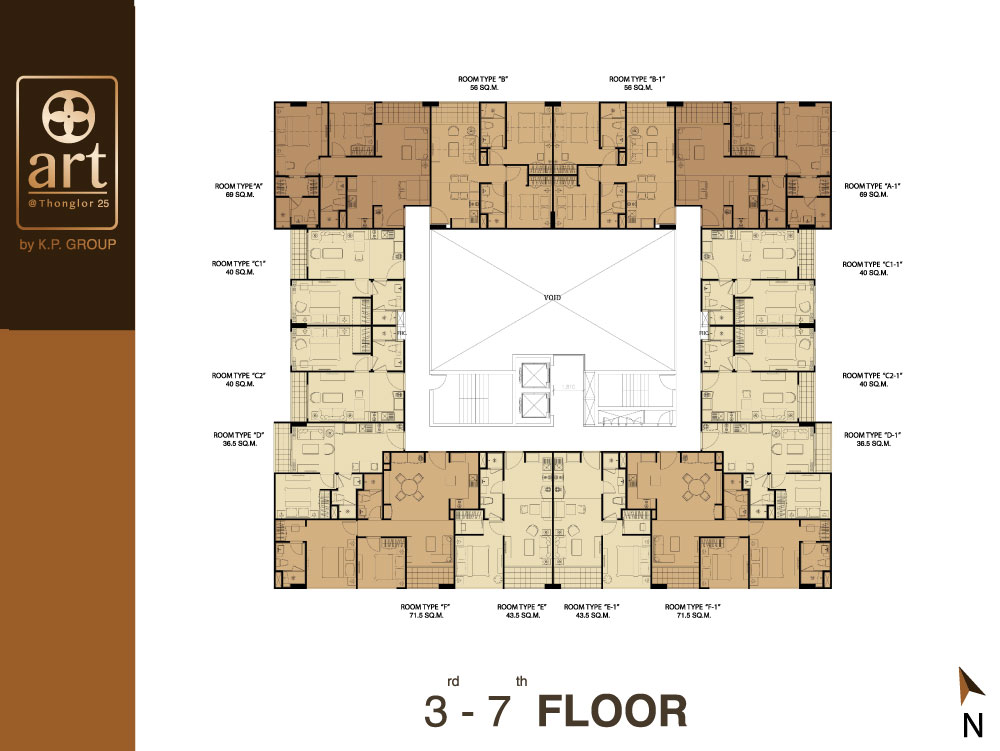 art
@Thonglor 25
by K.P. GROUP
ROOM TYPE "B"
56 SQ.M.
ROOM TYPE "B-1"
56 SQ.M.
ROOM TYPE "A"
69 SQ.M.
ROOM TYPE "A-1"
69 SQ.M.
ROOM TYPE "C1"
40 SQ.M.
ROOM TYPE "C1-1"
40 SQ.M.
VOID
FHC.
ROOM TYPE "C2"
40 SQ.M.
ROOM TYPE "C2-1"
40 SQ.M.
ROOM TYPE "D"
36.5 SQ.M.
ROOM TYPE "D-1"
36.5 SQ.M.
ROOM TYPE "F"
71.5 SQ.M.
ROOM TYPE "E"
43.5 SQ.M.
ROOM TYPE "E-1"
43.5 SQ.M.
ROOM TYPE "F-1"
71.5 SQ.M.
3rd - 7th FLOOR
N